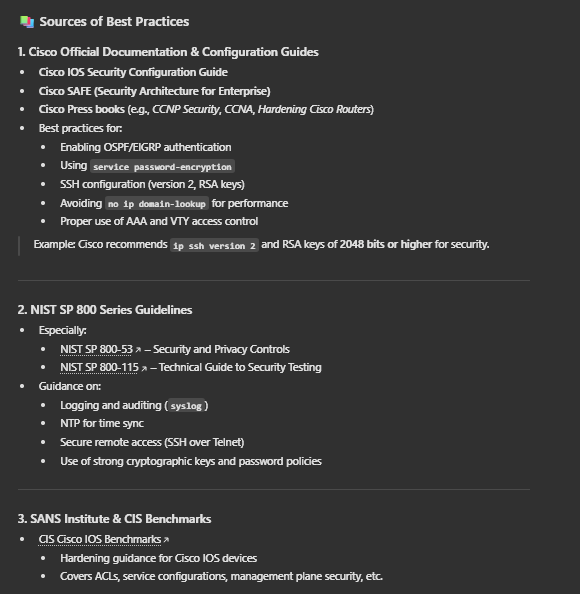 Sources of Best Practices
1. Cisco Official Documentation & Configuration Guides
• Cisco IOS Security Configuration Guide
• Cisco SAFE (Security Architecture for Enterprise)
• Cisco Press books (e.g., CCNP Security, CCNA, Hardening Cisco Routers)
• Best practices for:
• Enabling OSPF/EIGRP authentication
• Using service password-encryption
• SSH configuration (version 2, RSA keys)
• Avoiding no ip domain-lookup for performance
• Proper use of AAA and VTY access control
Example: Cisco recommends ip ssh version 2 and RSA keys of 2048 bits or higher for security.
2. NIST SP 800 Series Guidelines
• Especially:
• NIST SP 800-53 ↗ – Security and Privacy Controls
• NIST SP 800-115 ↗ – Technical Guide to Security Testing
• Guidance on:
• Logging and auditing (syslog)
• NTP for time sync
• Secure remote access (SSH over Telnet)
• Use of strong cryptographic keys and password policies
3. SANS Institute & CIS Benchmarks
• CIS Cisco IOS Benchmarks ↗
• Hardening guidance for Cisco IOS devices
• Covers ACLs, service configurations, management plane security, etc.